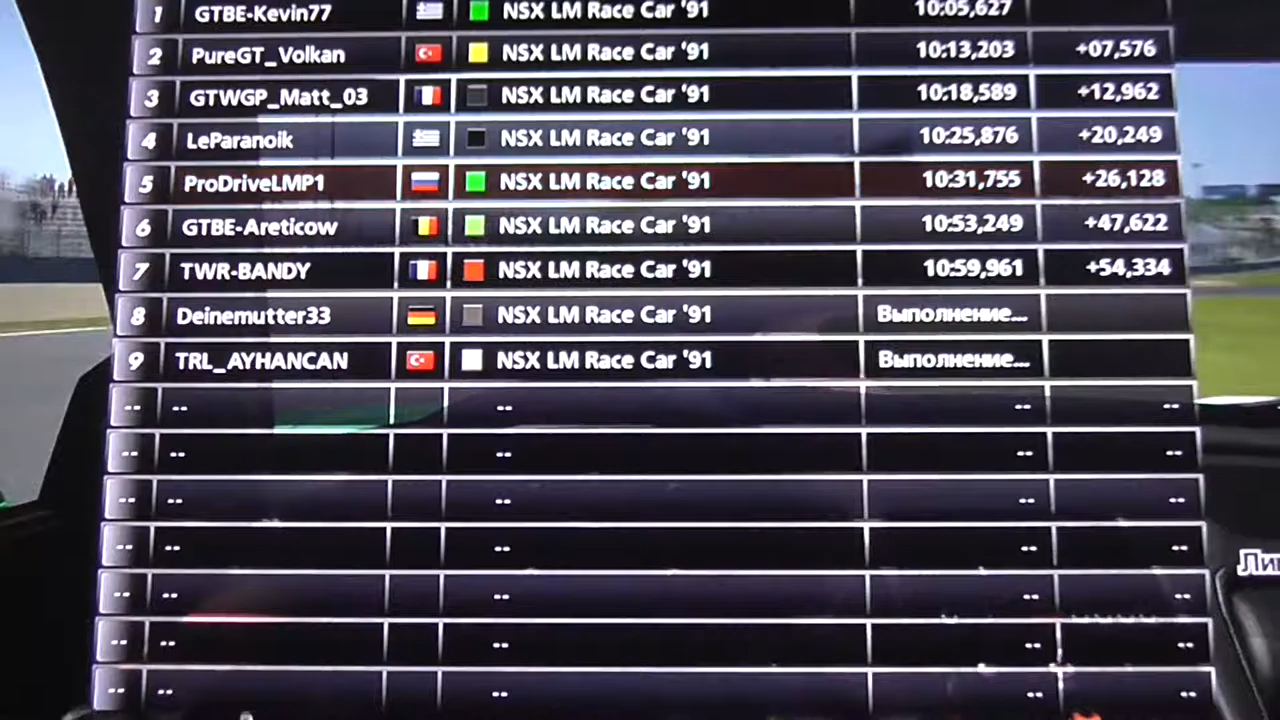 1 GTBE-Kevin77 NSX LM Race Car '91 10:05,627
2 PureGT_Volkan NSX LM Race Car '91 10:13,203 +07,576
3 GTWGP_Matt_03 NSX LM Race Car '91 10:18,589 +12,962
4 LeParanoik NSX LM Race Car '91 10:25,876 +20,249
5 ProDriveLMP1 NSX LM Race Car '91 10:31,755 +26,128
6 GTBE-Areticow NSX LM Race Car '91 10:53,249 +47,622
7 TWR-BANDY NSX LM Race Car '91 10:59,961 +54,334
8 Deinemutter33 NSX LM Race Car '91 Выполнение...
9 TRL_AYHANCAN NSX LM Race Car '91 Выполнение...
-- -- -- -- --
-- -- -- -- --
-- -- -- -- --
-- -- -- -- --
-- -- -- -- --
-- -- -- -- --
-- -- -- -- --